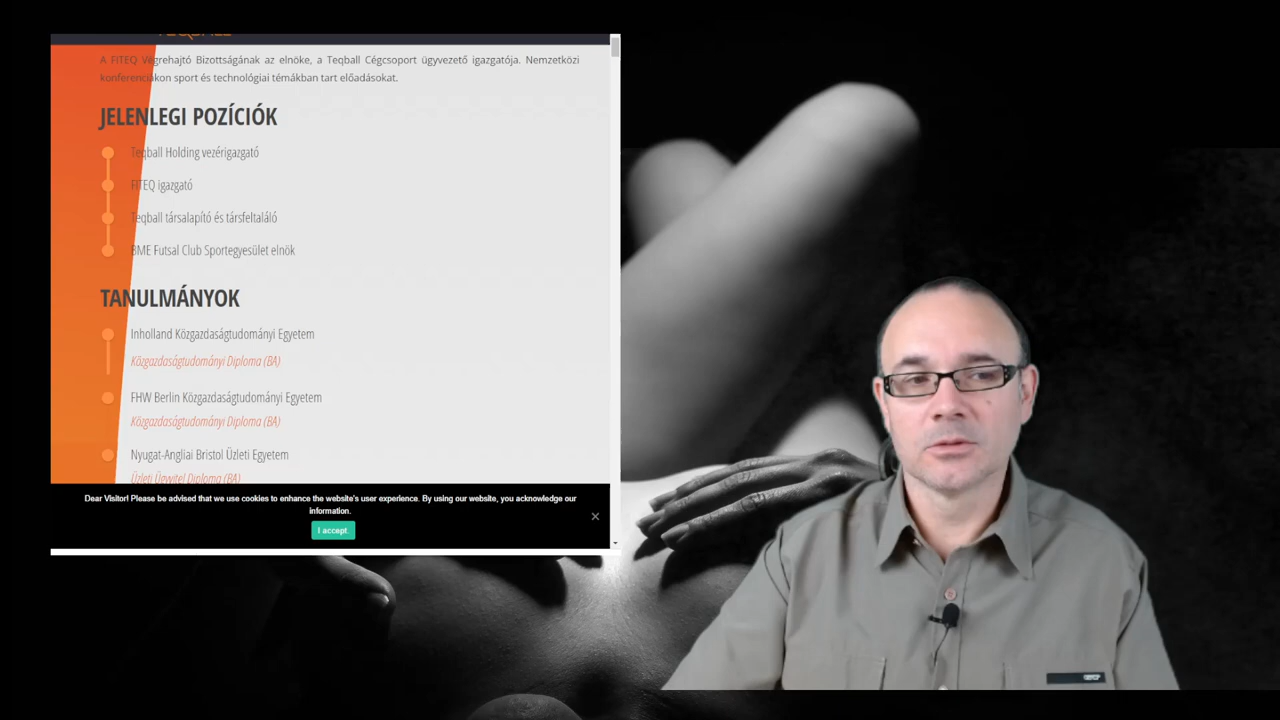 A FITEQ Végrehajtó Bizottságának az elnöke, a Teqball Cégcsoport ügyvezető igazgatója. Nemzetközi
konferenciákon sport és technológiai témákban tart előadásokat.
JELENLEGI POZÍCIÓK
Teqball Holding vezérigazgató
FITEQ igazgató
Teqball társalapító és társfeltaláló
BME Futsal Club Sportegyesület elnök
TANULMÁNYOK
Inholland Közgazdaságtudományi Egyetem
Közgazdaságtudományi Diploma (BA)
FHW Berlin Közgazdaságtudományi Egyetem
Közgazdaságtudományi Diploma (BA)
Nyugat-Angliai Bristol Üzleti Egyetem
Üzleti Ügyvitel Diploma (BA)
Dear Visitor! Please be advised that we use cookies to enhance the website's user experience. By using our website, you acknowledge our
information.
I accept.